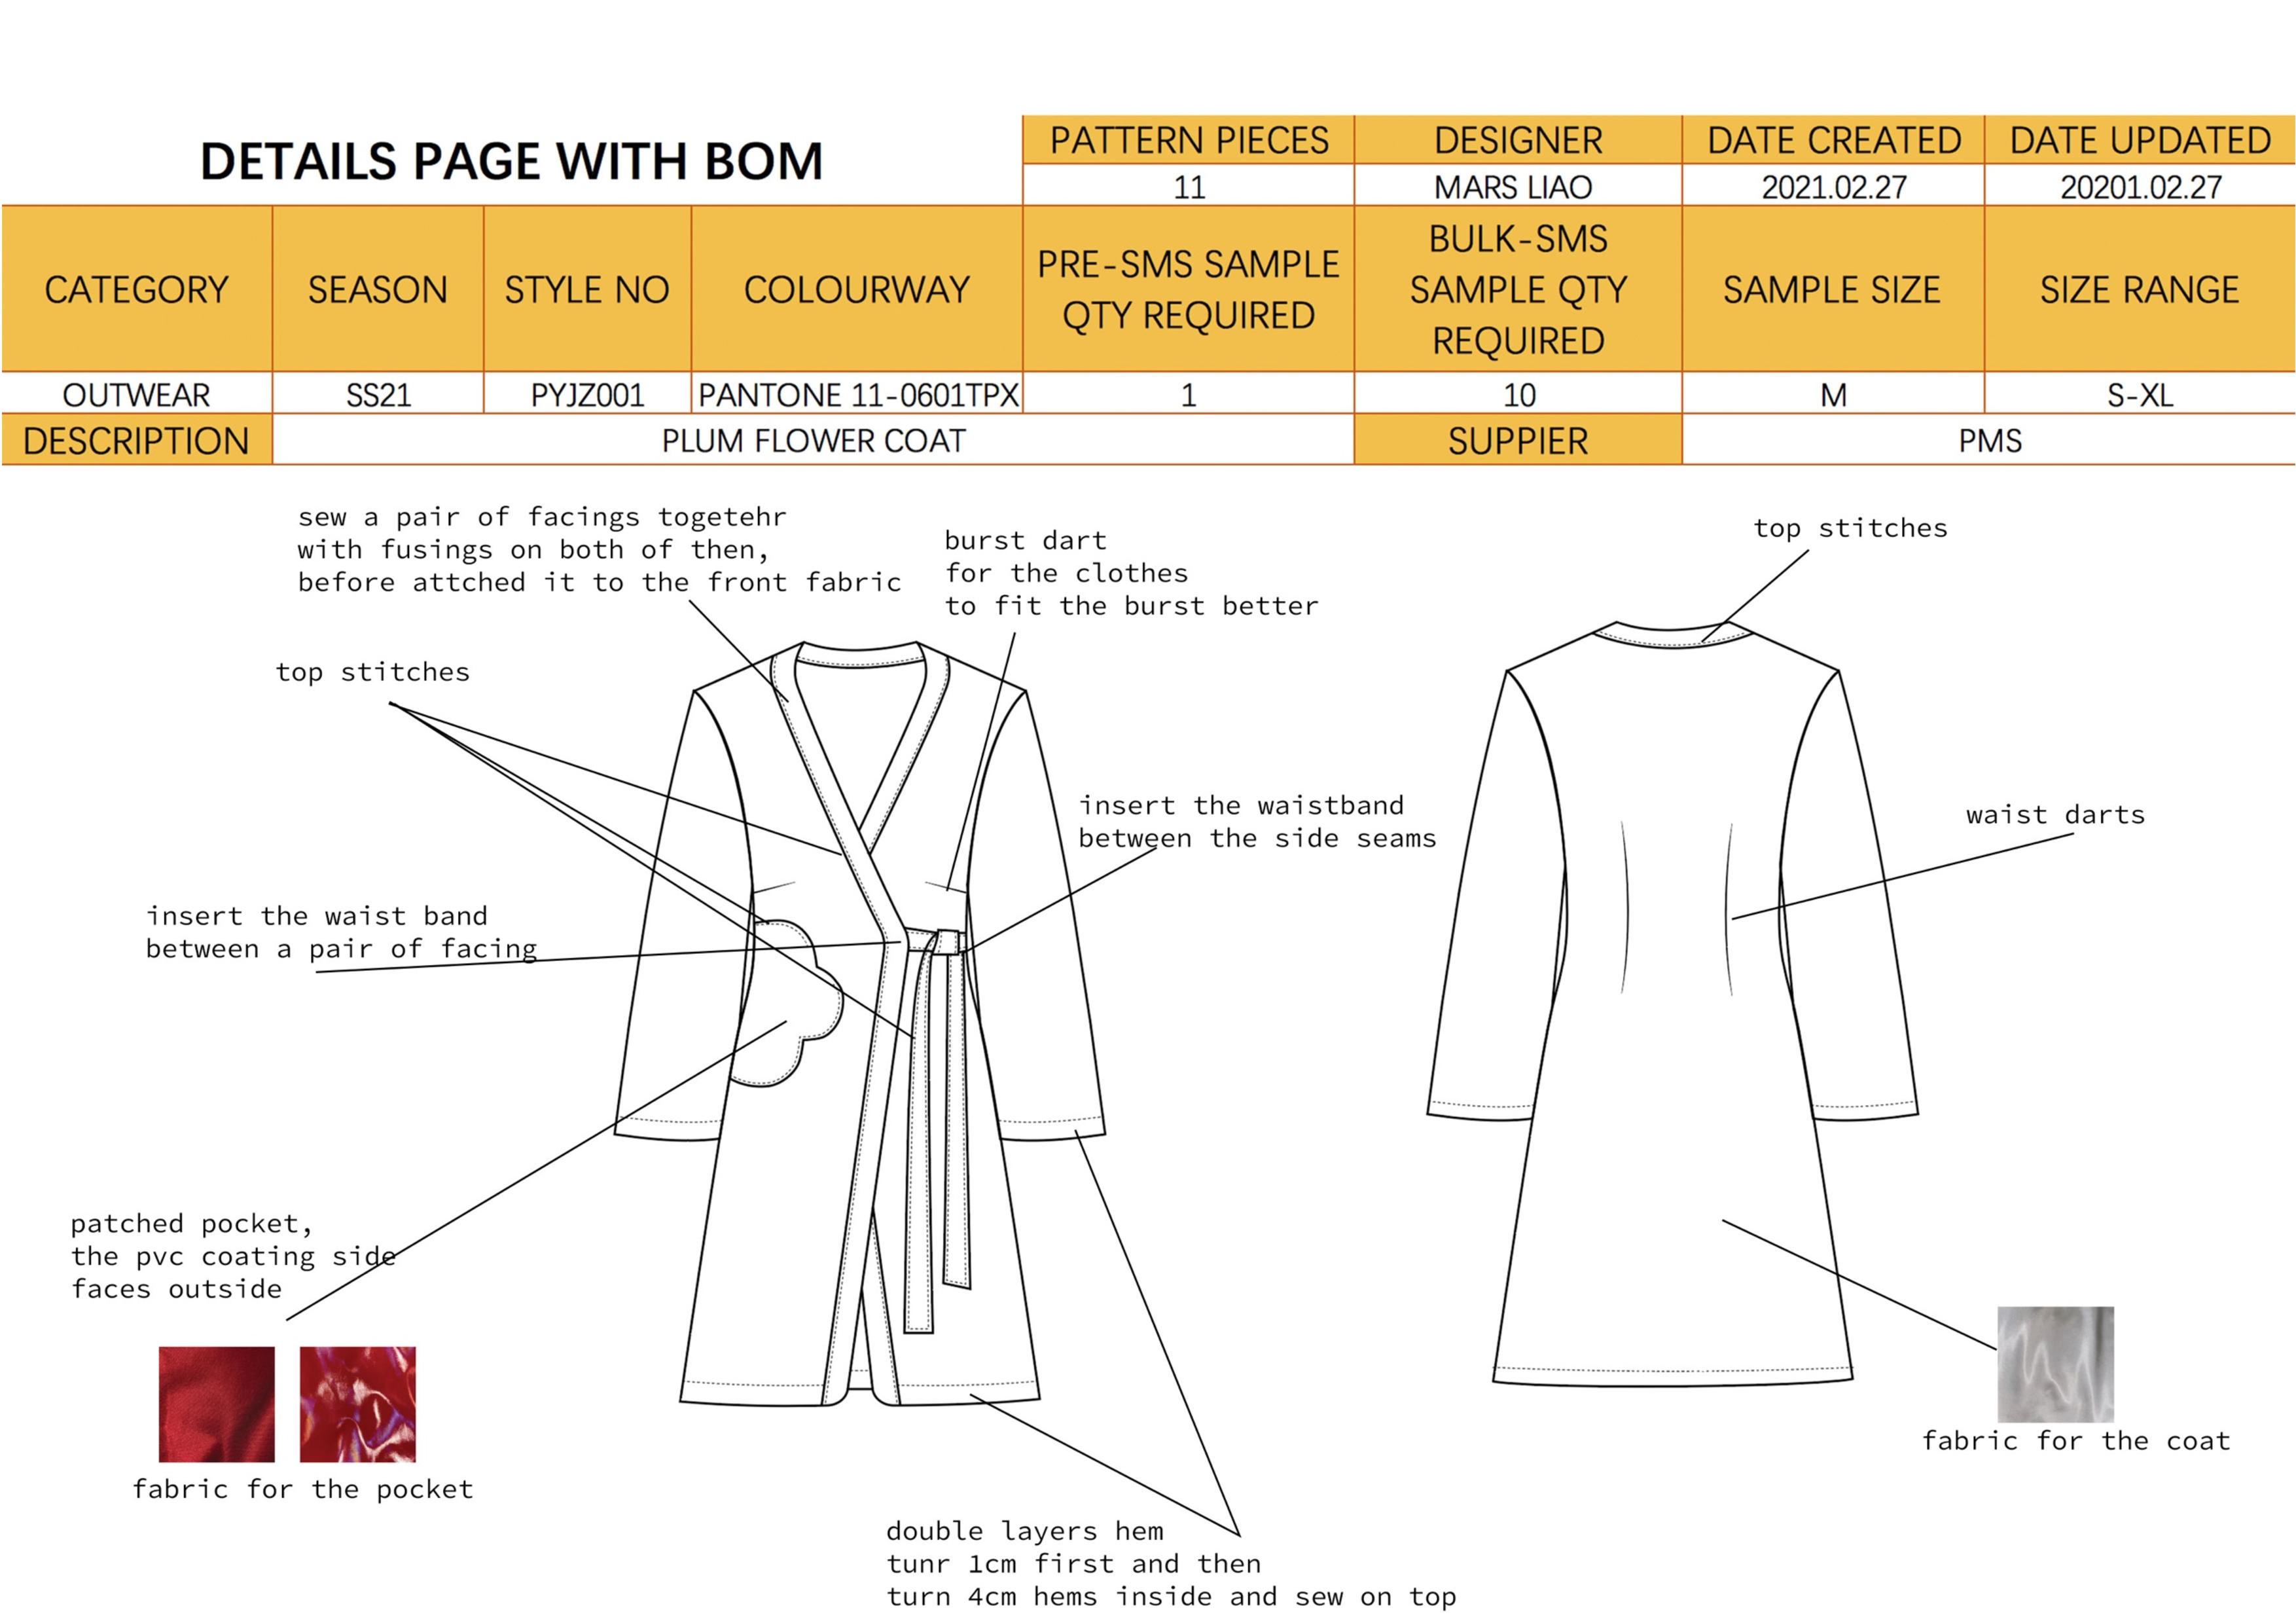 DETAILS PAGE WITH BOM
PATTERN PIECES
DESIGNER
DATE CREATED
DATE UPDATED
11
MARS LIAO
2021.02.27
20201.02.27
CATEGORY
SEASON
STYLE NO
COLOURWAY
PRE-SMS SAMPLE
QTY REQUIRED
BULK-SMS
SAMPLE QTY
REQUIRED
SAMPLE SIZE
SIZE RANGE
OUTWEAR
SS21
PYJZ001
PANTONE 11-0601TPX
1
10
M
S-XL
DESCRIPTION
PLUM FLOWER COAT
SUPPIER
PMS
sew a pair of facings togetehr
with fusings on both of then,
before attched it to the front fabric
burst dart
for the clothes
to fit the burst better
top stitches
top stitches
insert the waistband
between the side seams
waist darts
insert the waist band
between a pair of facing
patched pocket,
the pvc coating side
faces outside
fabric for the pocket
fabric for the coat
double layers hem
tunr 1cm first and then
turn 4cm hems inside and sew on top